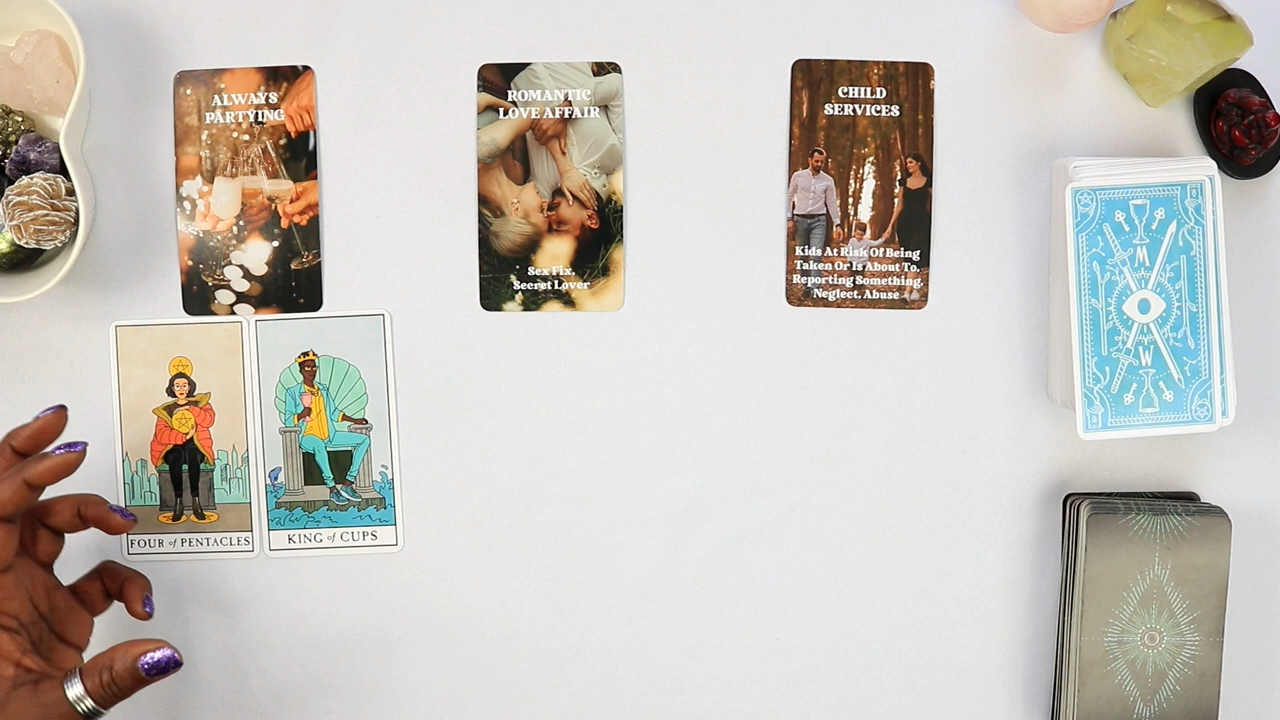 ALWAYS
PARTYING
ROMANTIC
LOVE AFFAIR
Sex Fix,
Secret Lover
CHILD
SERVICES
Kids At Risk Of Being
Taken Or Is About To,
Reporting Something,
Neglect, Abuse
FOUR of PENTACLES
KING of CUPS
M
W